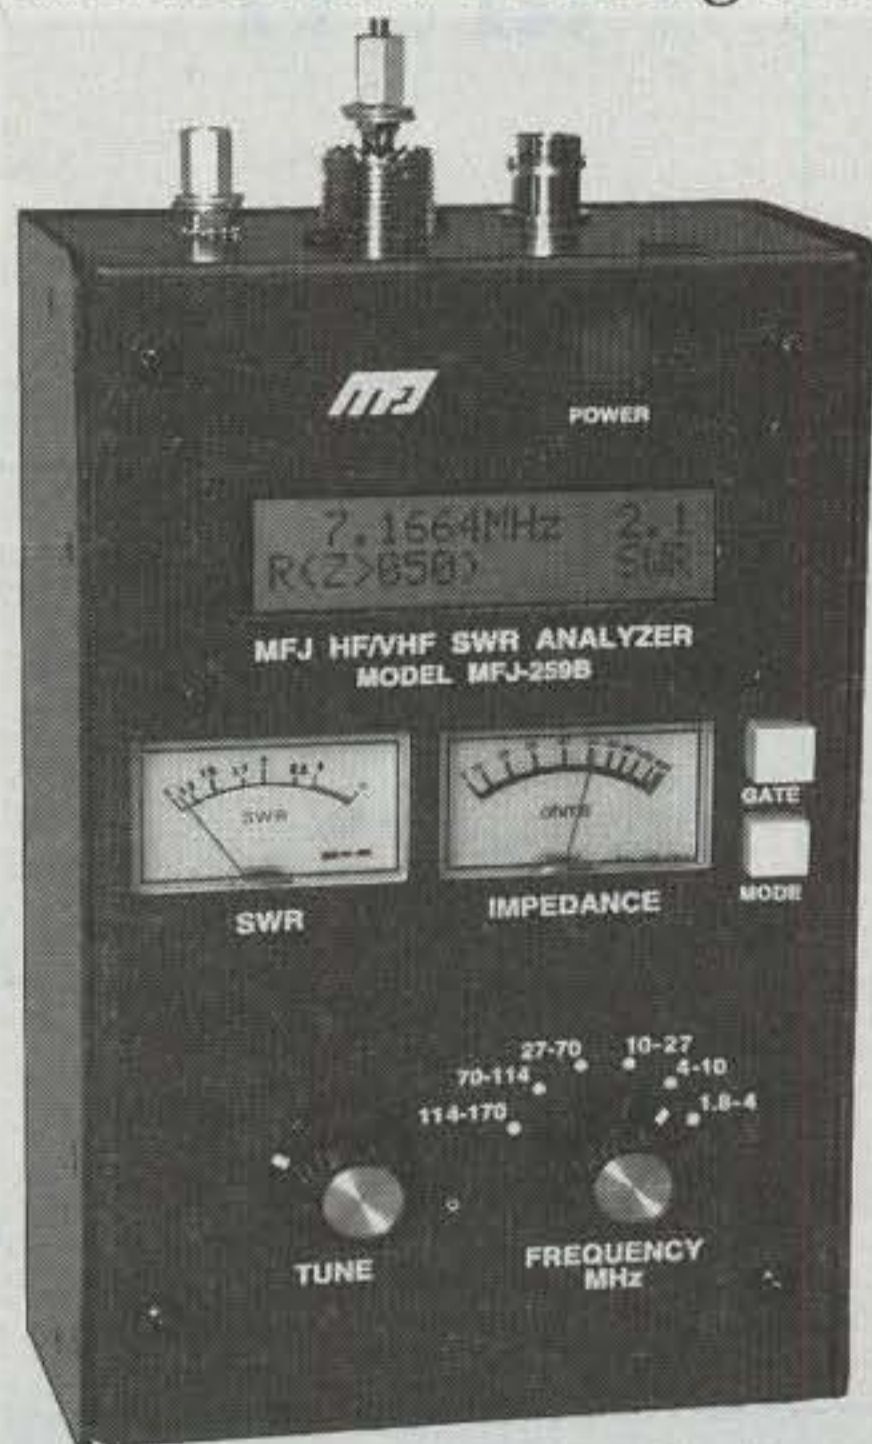 MFJ
POWER
7.1664MHz 2.1
R(Z>650) SWR
MFJ HF/VHF SWR ANALYZER
MODEL MFJ-259B
SWR
ohms
GATE
MODE
SWR
IMPEDANCE
27-70
10-27
70-114
4-10
114-170
1.8-4
TUNE
FREQUENCY
MHz